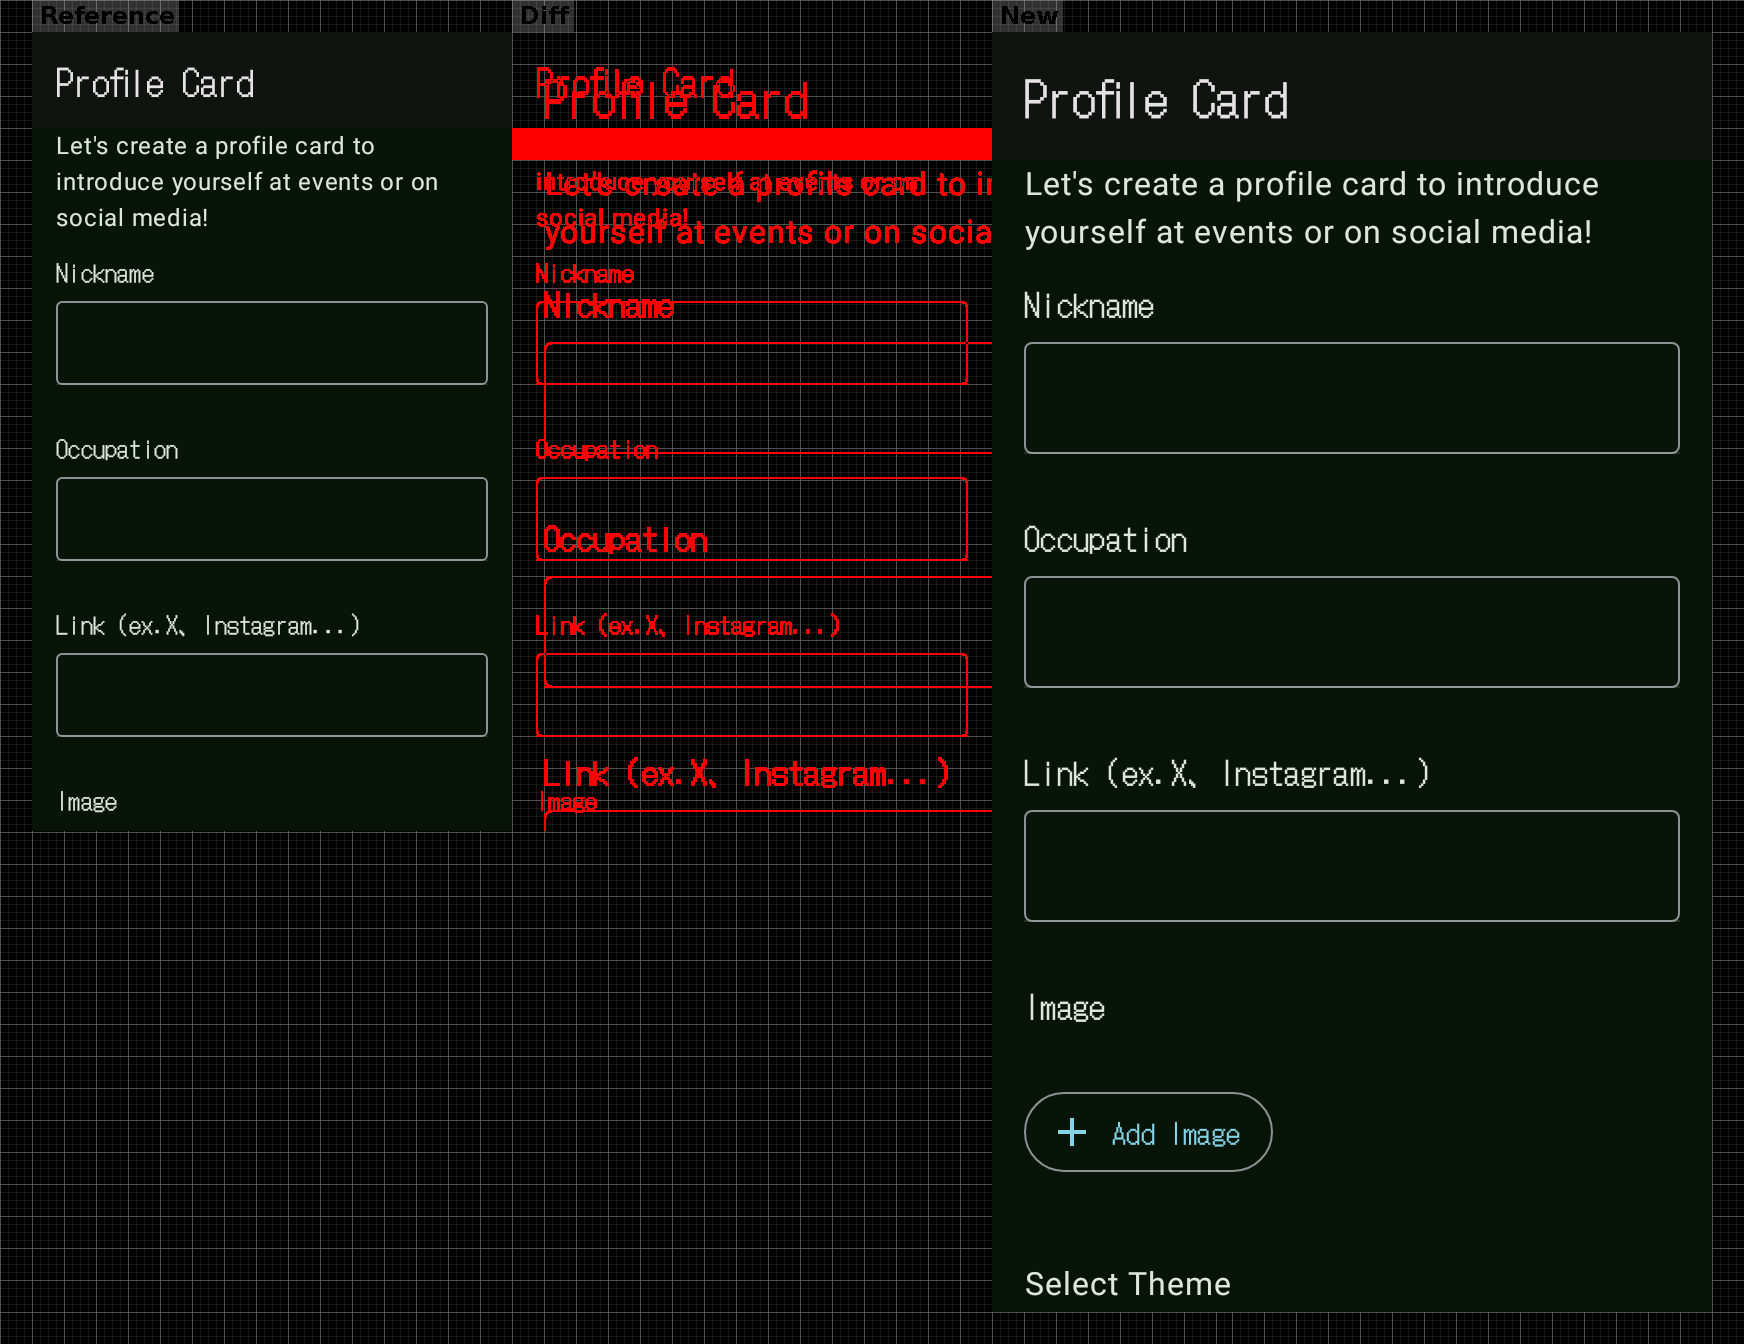 Reference
Profile Card
Let's create a profile card to
introduce yourself at events or on
social media!
Nickname
Occupation
Link (ex.X、Instagram...)
Image
Diff
Profile Card
Profile Card
introduce yourself at events or on
Let's create a profile card to in
social media!
yourself at events or on socia
Nickname
Nickname
Occupation
Occupation
Link (ex.X、Instagram...)
Link (ex.X、Instagram...)
Image
New
Profile Card
Let's create a profile card to introduce
yourself at events or on social media!
Nickname
Occupation
Link (ex.X、Instagram...)
Image
Add Image
Select Theme